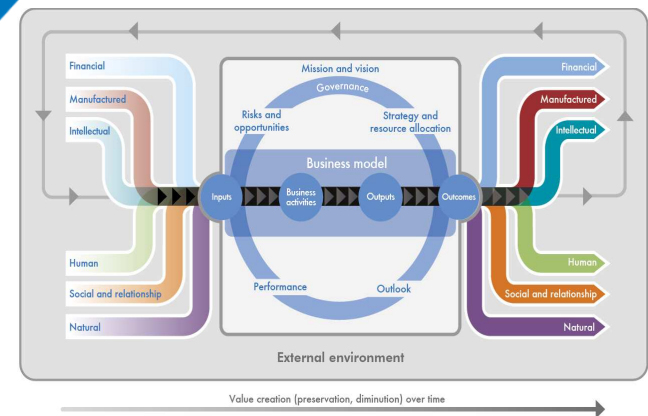 Financial
Manufactured
Intellectual
Human
Social and relationship
Natural
Mission and vision
Governance
Risks and
opportunities
Strategy and
resource allocation
Business model
Inputs
Business
activities
Outputs
Outcomes
Performance
Outlook
Financial
Manufactured
Intellectual
Human
Social and relationship
Natural
External environment
Value creation (preservation, diminution) over time